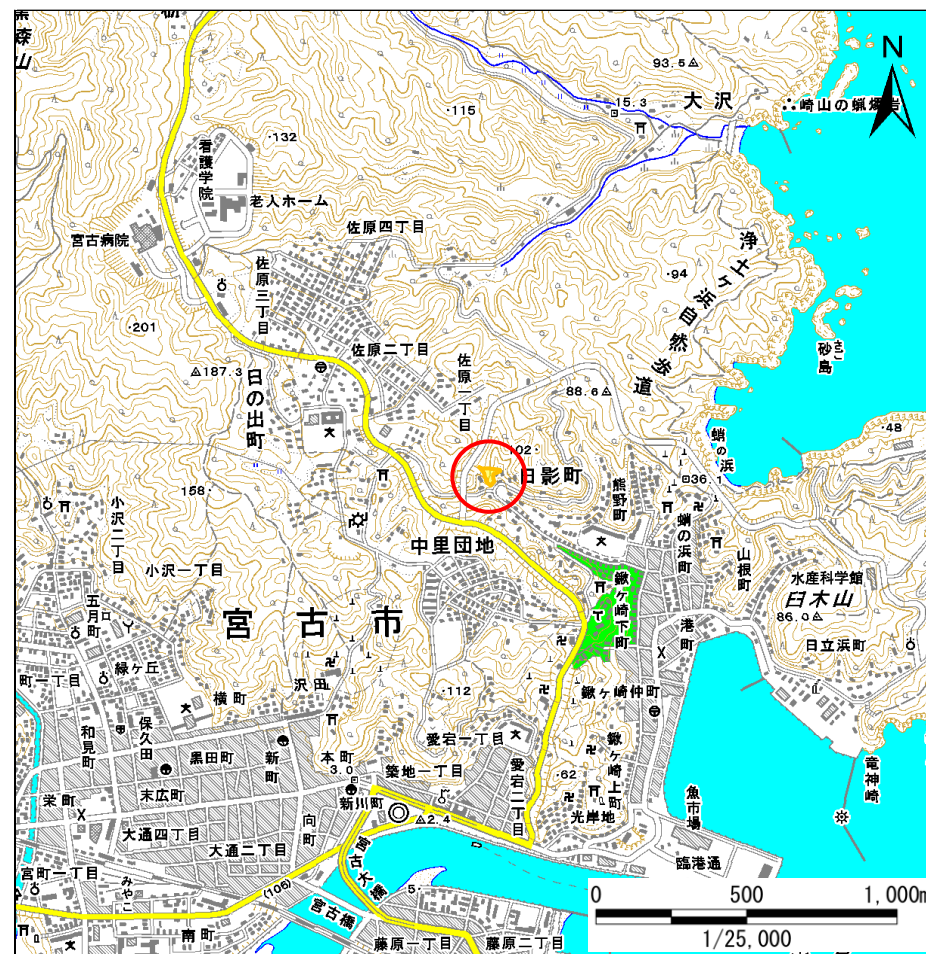 黒森山
93.5
大沢
N
崎山の蝋燭岩
15.3
115
132
看護学院
老人ホーム
宮古病院
佐原四丁目
浄土ヶ浜自然歩道
94
佐原三丁目
201
砂島
さご
佐原二丁目
佐原一丁目
187.3
日の出町
88.6
48
蛸の浜
102
日影町
36.1
熊野町
158
小沢二丁目
中里団地
蛸の浜町
山根町
小沢一丁目
水産科学館
臼木山
86.0
鍬ヶ崎下町
五月町
宮古市
港町
日立浜町
緑ヶ丘
町一丁目
沢田
横町
112
鍬ヶ崎仲町
和見町
保久田
黒田町
新町
本町
3.0
愛宕一丁目
愛宕二丁目
鍬ヶ崎上町
竜神崎
築地一丁目
62
栄町
末広町
新川町
2.4
光岸地
魚市場
向町
大通四丁目
大通二丁目
臨港通
宮町一丁目
みやこ
(106)
宮古大橋
宮古橋
5
南町
藤原一丁目
藤原二丁目
0 500 1,000m
1/25,000